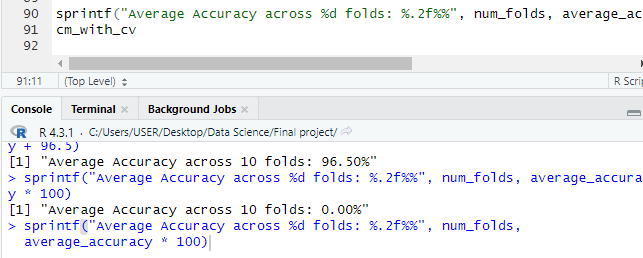 90 sprintf("Average Accuracy across %d folds: %.2f%%", num_folds, average_ac
91 cm_with_cv
92
91:11 (Top Level) R Scri
Console Terminal Background Jobs
R 4.3.1 · C:/Users/USER/Desktop/Data Science/Final project/
y + 96.5)
[1] "Average Accuracy across 10 folds: 96.50%"
> sprintf("Average Accuracy across %d folds: %.2f%%", num_folds, average_accura
y * 100)
[1] "Average Accuracy across 10 folds: 0.00%"
> sprintf("Average Accuracy across %d folds: %.2f%%", num_folds,
average_accuracy * 100)